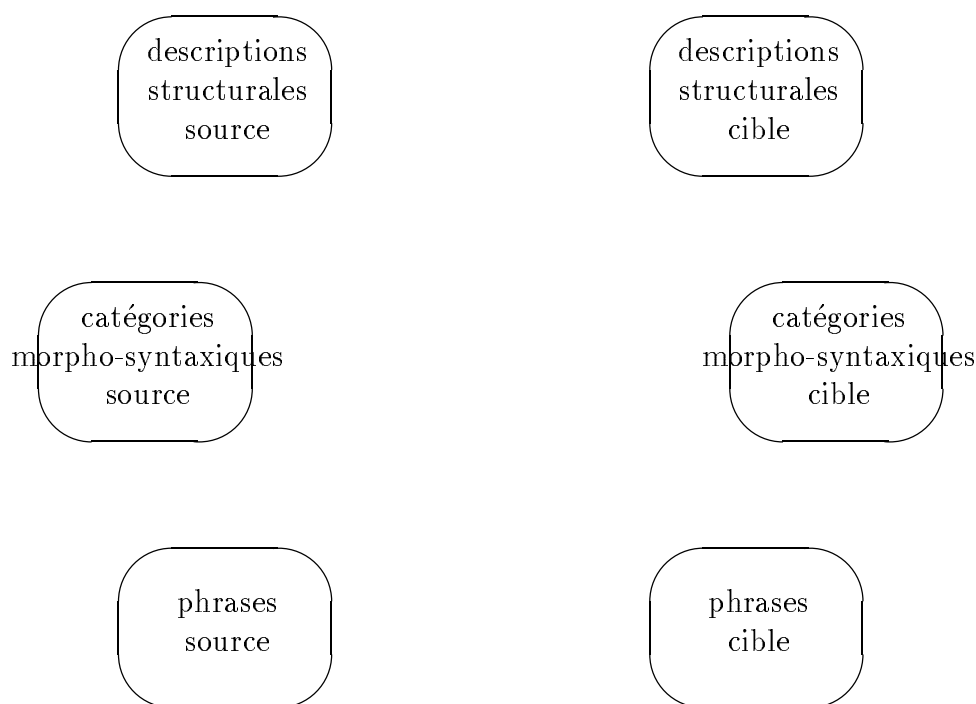 descriptions
structurales
source
descriptions
structurales
cible
catégories
morpho-syntaxiques
source
catégories
morpho-syntaxiques
cible
phrases
source
phrases
cible